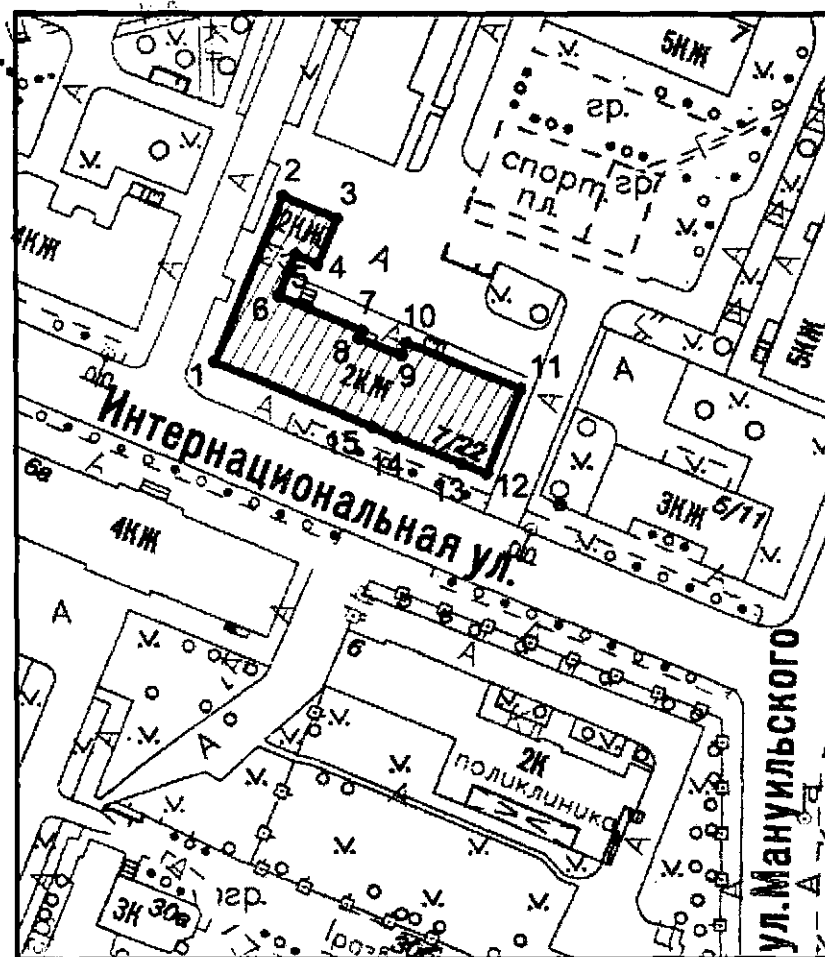 5КЖ
гр.
спорт. гр.
пл.
2
3
2КЖ
4
А
4КЖ
5
6
7
10
8
9
11
5КЖ
1
2КЖ
А
7/22
15
14
13
12
Интернациональная ул.
6а
4КЖ
3КЖ
5/11
А
6
А
2К
поликлиника
ул.Мануильского
3К
30а
гр.